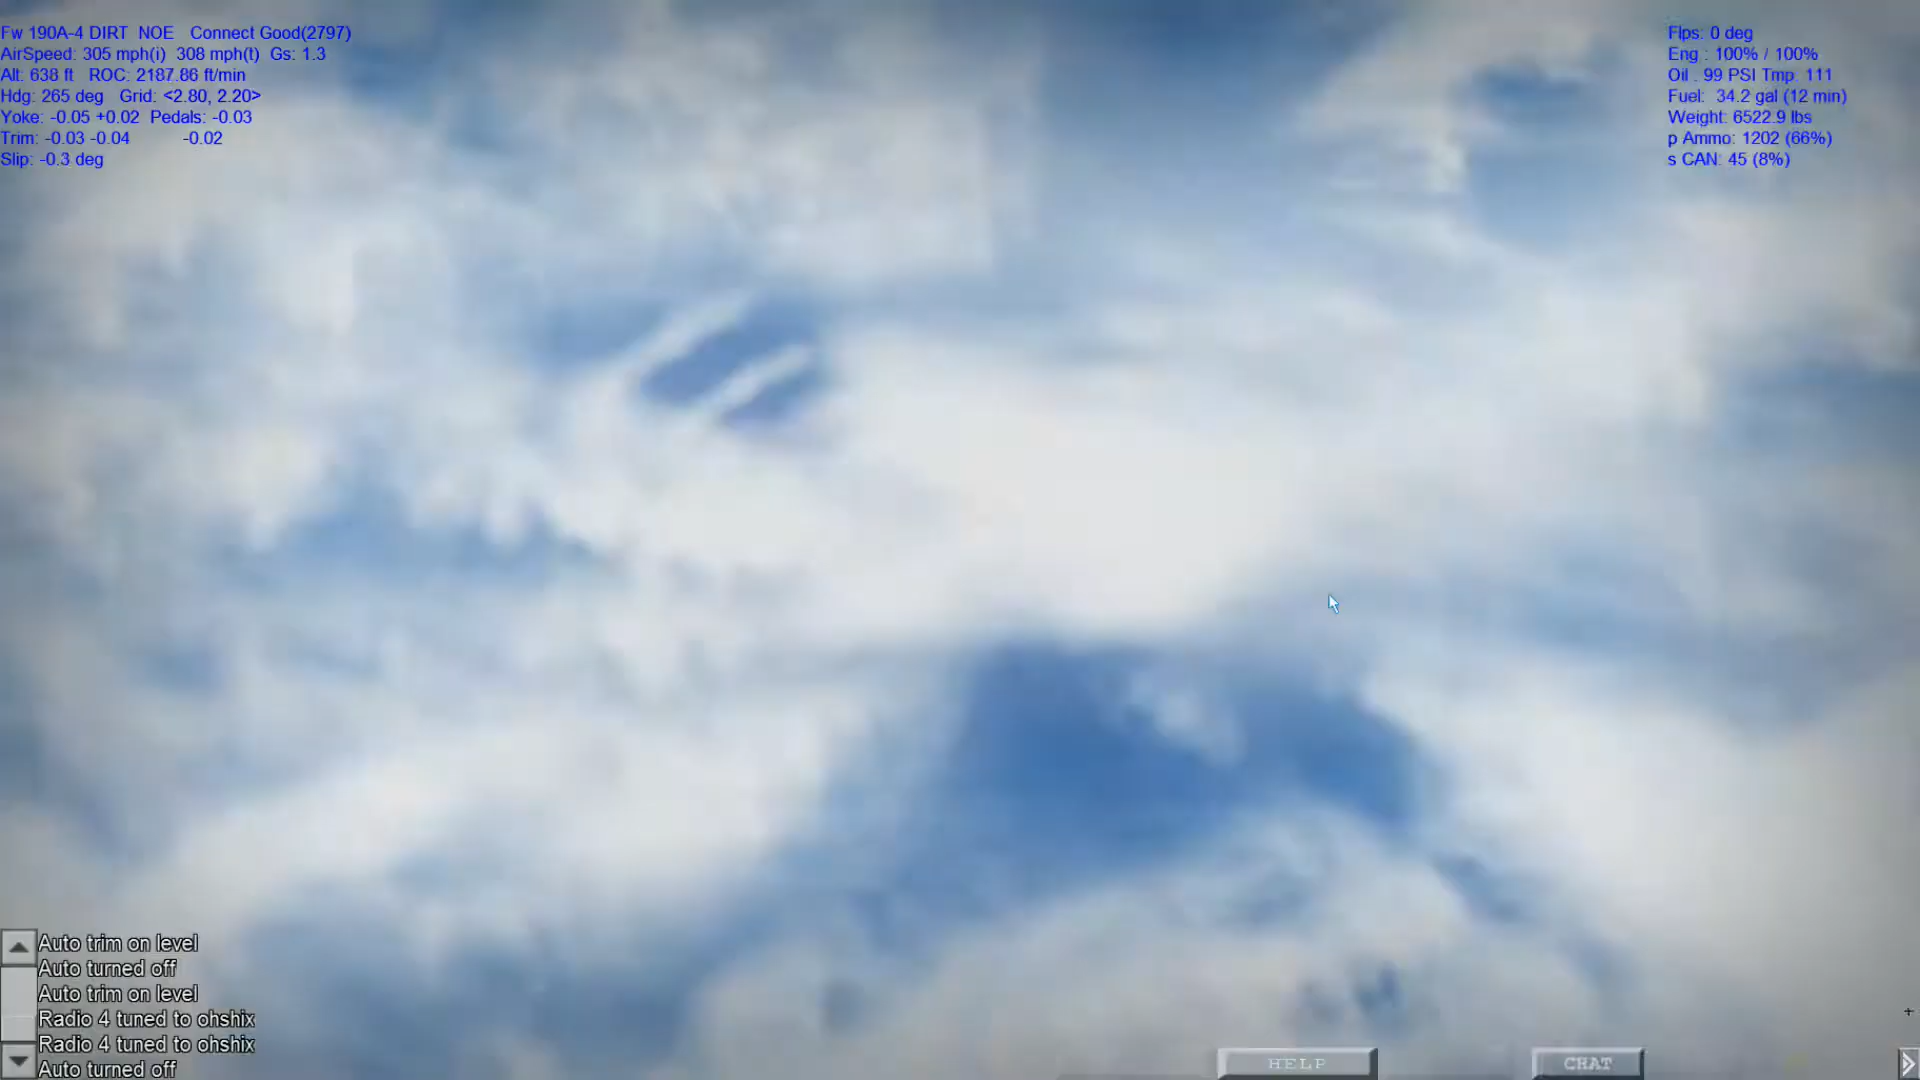 Fw 190A-4 DIRT NOE Connect Good(2797)
AirSpeed: 305 mph(i) 308 mph(t) Gs: 1.3
Alt: 638 ft ROC: 2187.86 ft/min
Hdg: 265 deg Grid: <2.80, 2.20>
Yoke: -0.05 +0.02 Pedals: -0.03
Trim: -0.03 -0.04 -0.02
Slip: -0.3 deg
Flps: 0 deg
Eng : 100% / 100%
Oil . 99 PSI Tmp. 111
Fuel: 34.2 gal (12 min)
Weight: 6522.9 lbs
p Ammo: 1202 (66%)
s CAN: 45 (8%)
Auto trim on level
Auto turned off
Auto trim on level
Radio 4 tuned to ohshix
Radio 4 tuned to ohshix
Auto turned off
HELP CHAT